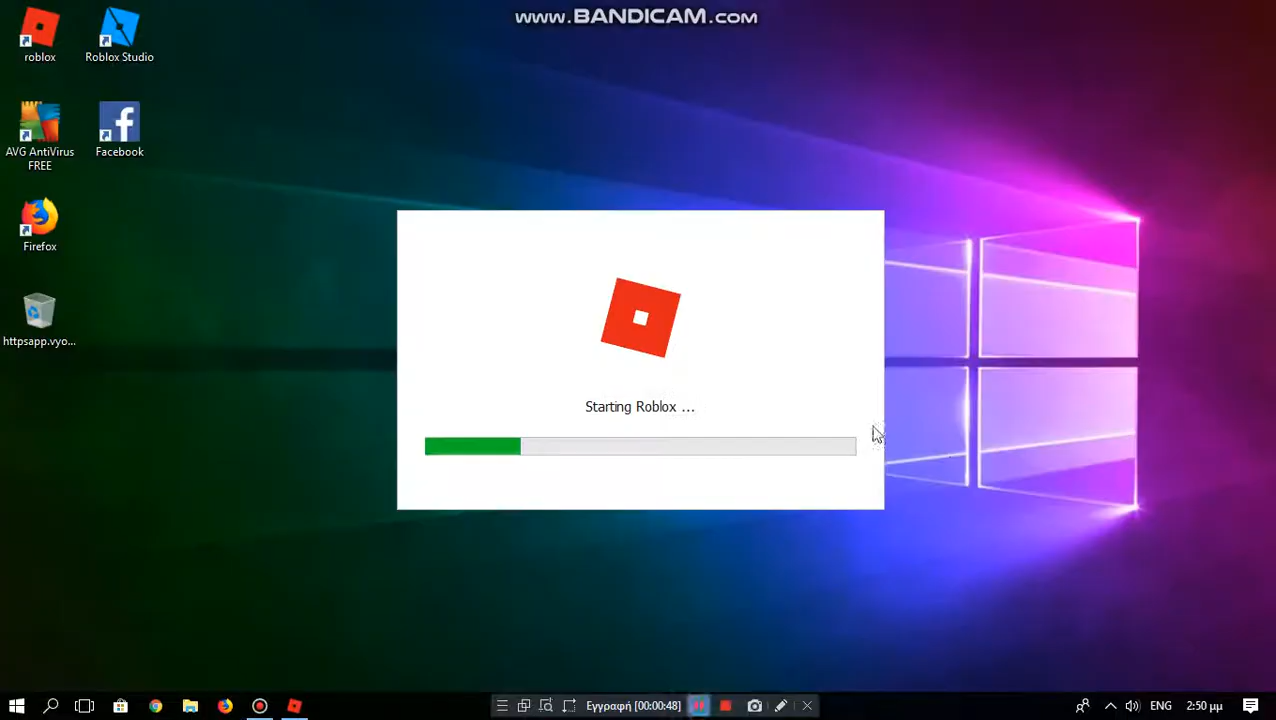 www.BANDICAM.com
roblox
Roblox Studio
AVG AntiVirus
FREE
Facebook
Firefox
httpsapp.vyo...
Starting Roblox ...
Εγγραφή [00:00:48]
ENG
2:30 μμ